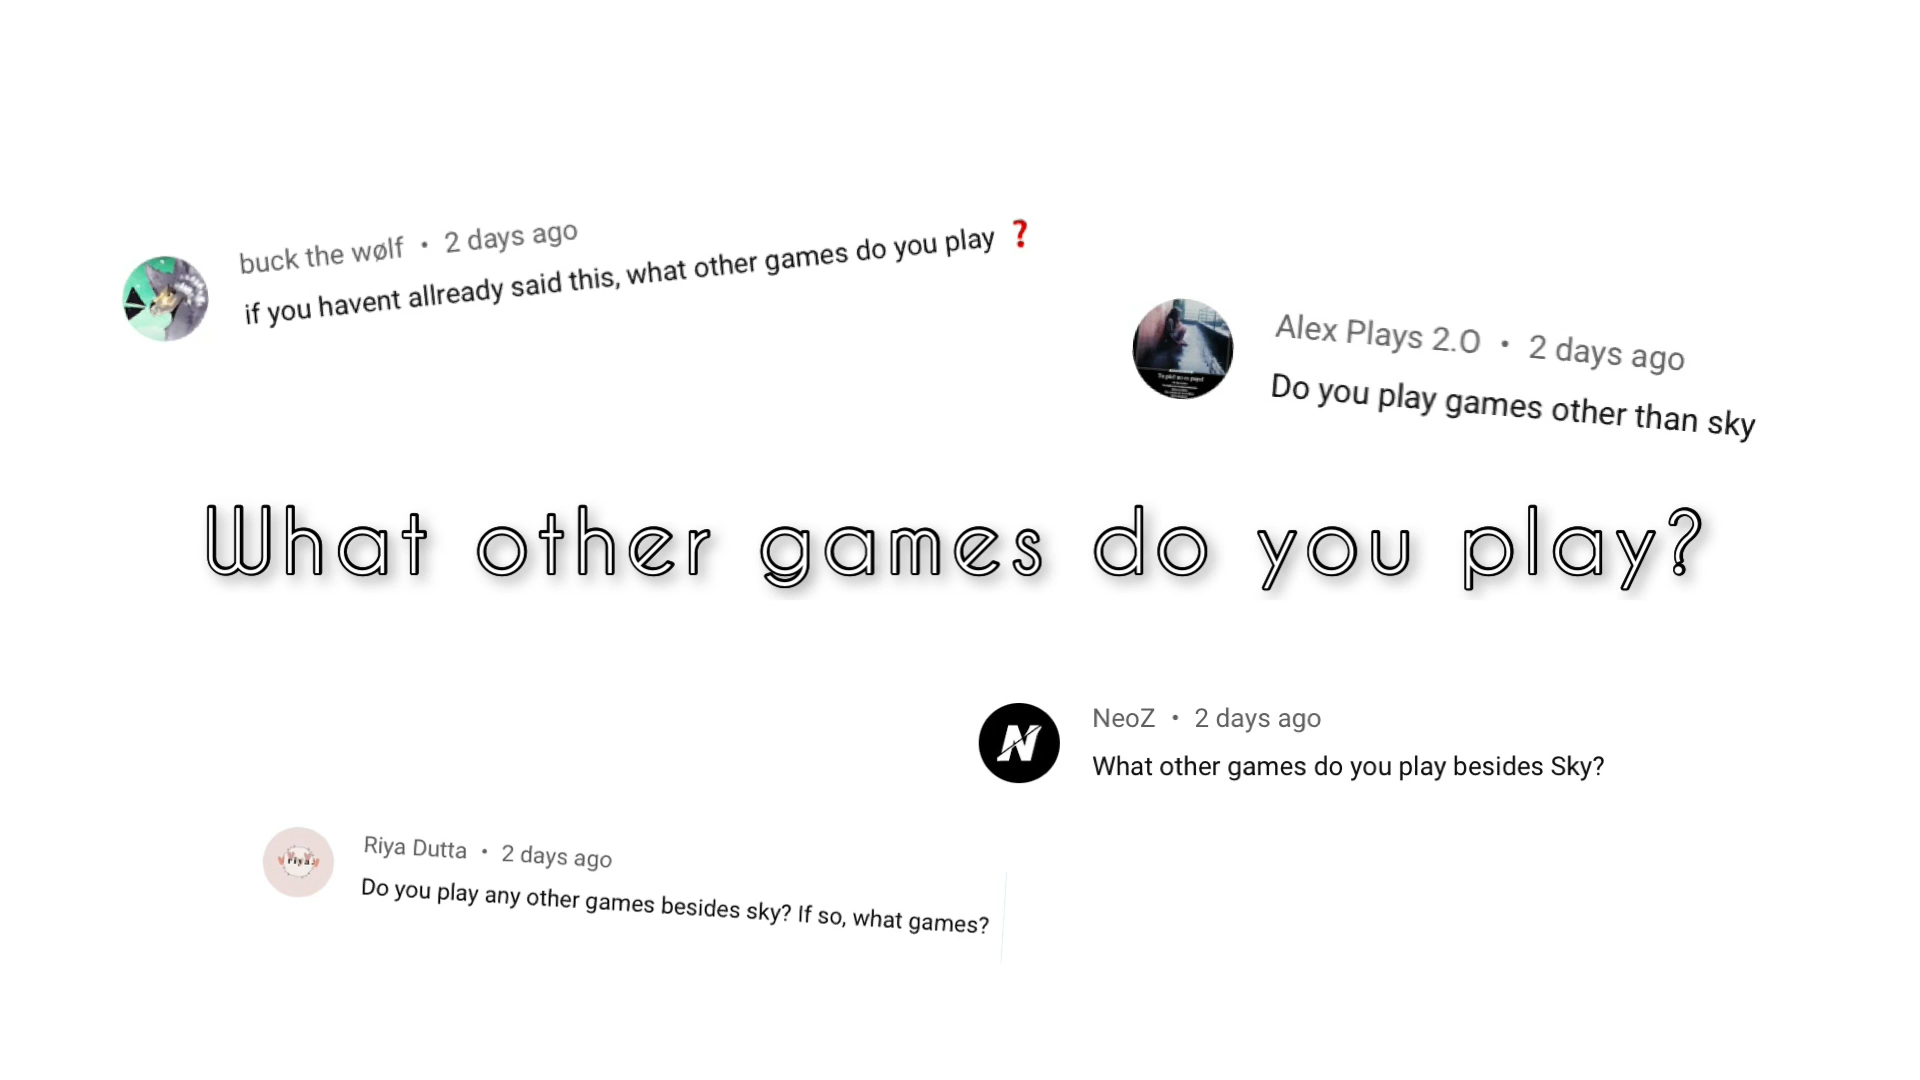 buck the wølf • 2 days ago
if you havent allready said this, what other games do you play ❓
Alex Plays 2.O • 2 days ago
Do you play games other than sky
What other games do you play?
N
NeoZ • 2 days ago
What other games do you play besides Sky?
riya
Riya Dutta • 2 days ago
Do you play any other games besides sky? If so, what games?